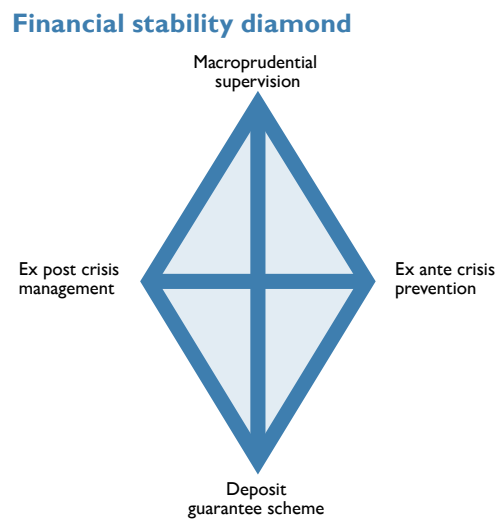 Financial stability diamond
Macroprudential
supervision
Ex post crisis
management
Ex ante crisis
prevention
Deposit
guarantee scheme